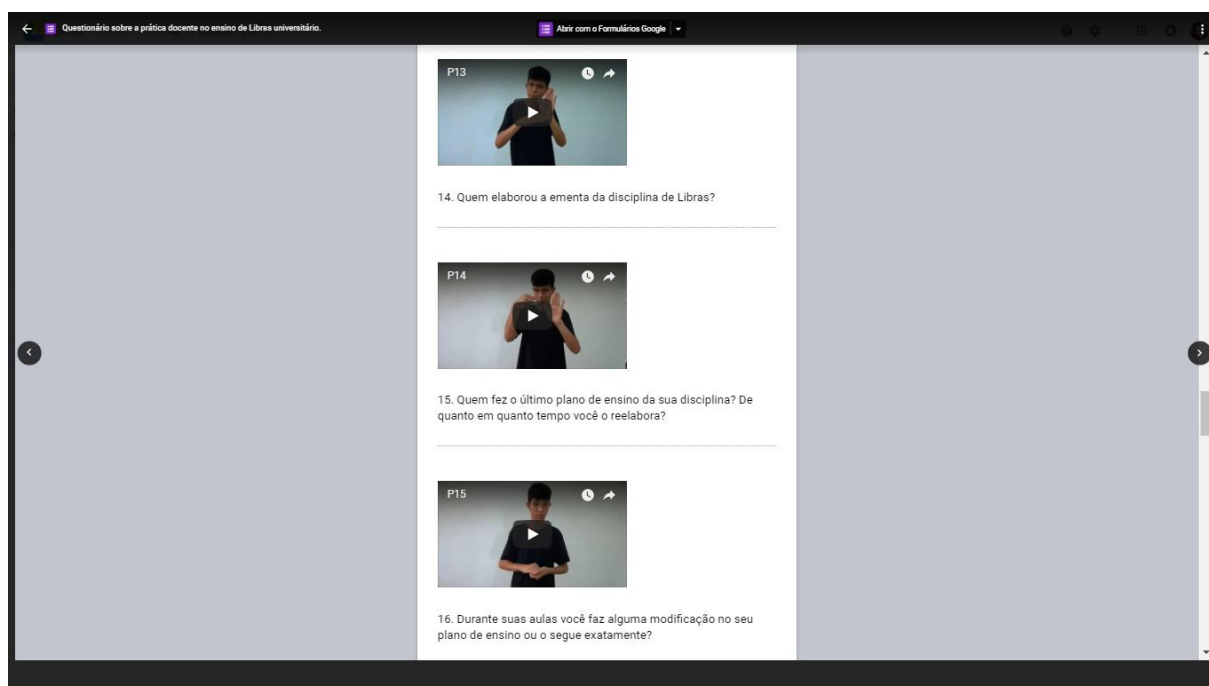 Questionário sobre a prática docente no ensino de Libras universitário.
Abrir com o Formulários Google
P13
14. Quem elaborou a ementa da disciplina de Libras?
P14
15. Quem fez o último plano de ensino da sua disciplina? De
quanto em quanto tempo você o reelabora?
P15
16. Durante suas aulas você faz alguma modificação no seu
plano de ensino ou o segue exatamente?